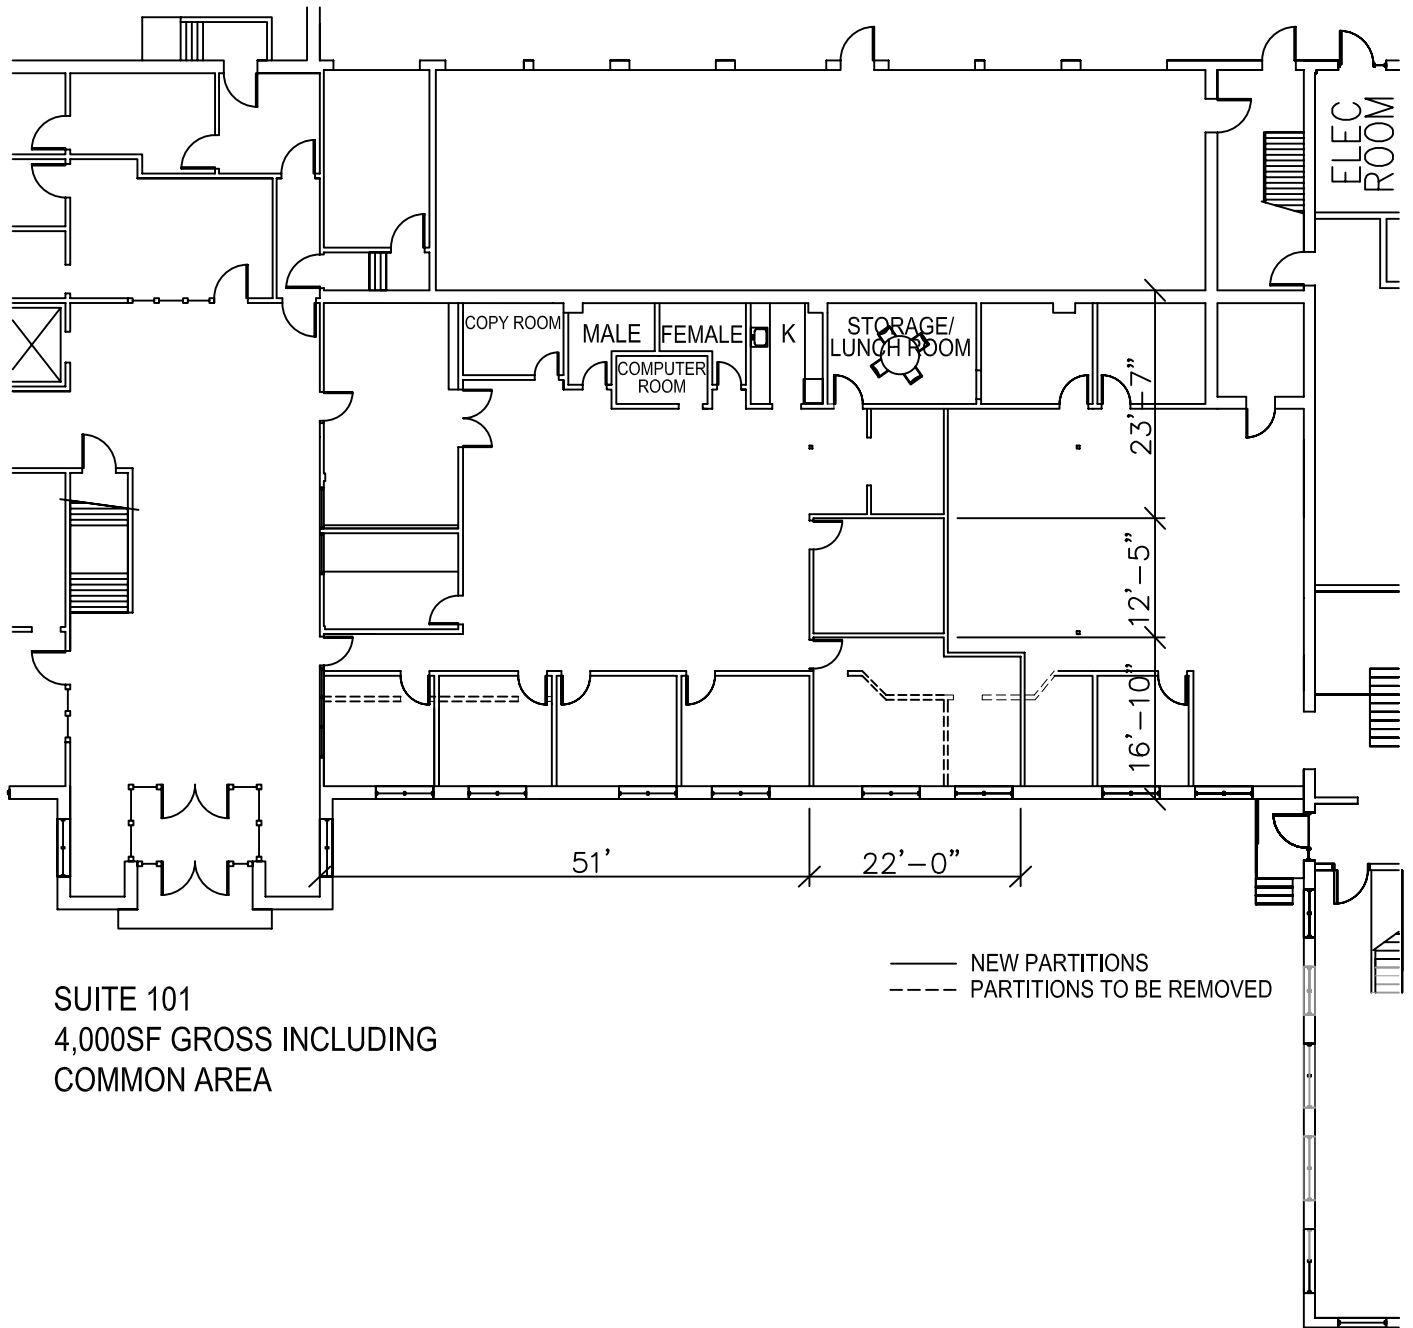 ELEC
ROOM
COPY ROOM
MALE
FEMALE
K
STORAGE/
LUNCH ROOM
COMPUTER
ROOM
23'-7"
12'-5"
16'-10"
51'
22'-0"
NEW PARTITIONS
PARTITIONS TO BE REMOVED
SUITE 101
4,000SF GROSS INCLUDING
COMMON AREA